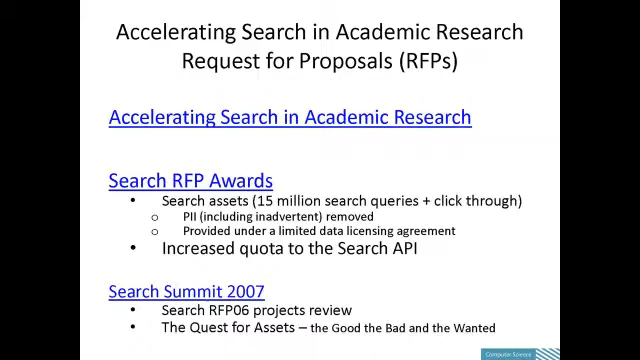 Accelerating Search in Academic Research
Request for Proposals (RFPs)
Accelerating Search in Academic Research
Search RFP Awards
• Search assets (15 million search queries + click through)
o PII (including inadvertent) removed
o Provided under a limited data licensing agreement
• Increased quota to the Search API
Search Summit 2007
• Search RFP06 projects review
• The Quest for Assets – the Good the Bad and the Wanted
Computer Science